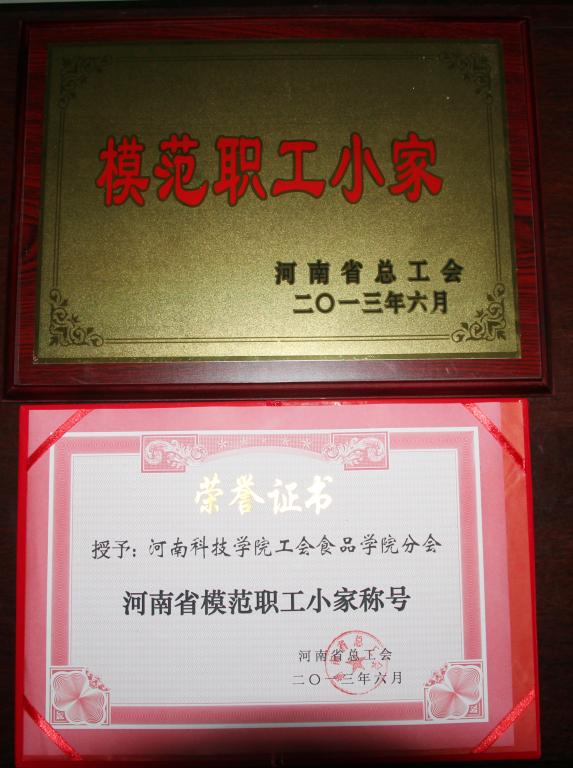 模范职工小家
河南省总工会
二〇一三年六月
荣誉证书
授予：河南科技学院工会食品学院分会
河南省模范职工小家称号
河南省总工会
二〇一三年六月